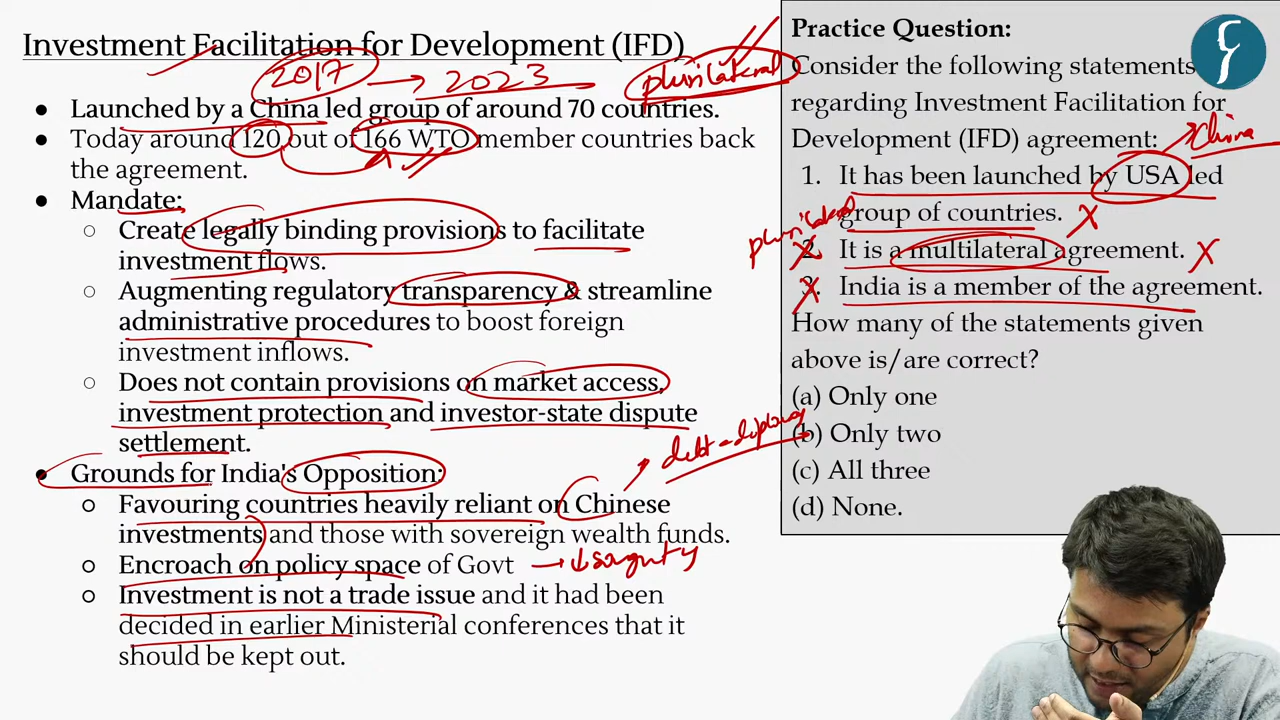 Investment Facilitation for Development (IFD)
2017 → 2023
plurilateral
● Launched by a China led group of around 70 countries.
● Today around 120 out of 166 WTO member countries back
the agreement.
● Mandate:
○ Create legally binding provisions to facilitate
investment flows.
○ Augmenting regulatory transparency & streamline
administrative procedures to boost foreign
investment inflows.
○ Does not contain provisions on market access,
investment protection and investor-state dispute
settlement.
● Grounds for India's Opposition:
○ Favouring countries heavily reliant on Chinese
investments and those with sovereign wealth funds.
○ Encroach on policy space of Govt
○ Investment is not a trade issue and it had been
decided in earlier Ministerial conferences that it
should be kept out.
debt
Practice Question:
Consider the following statements
regarding Investment Facilitation for
Development (IFD) agreement:
China
1. It has been launched by USA led
group of countries.
plurilateral
2. It is a multilateral agreement.
3. India is a member of the agreement.
How many of the statements given
above is/are correct?
(a) Only one
(b) Only two
(c) All three
(d) None.